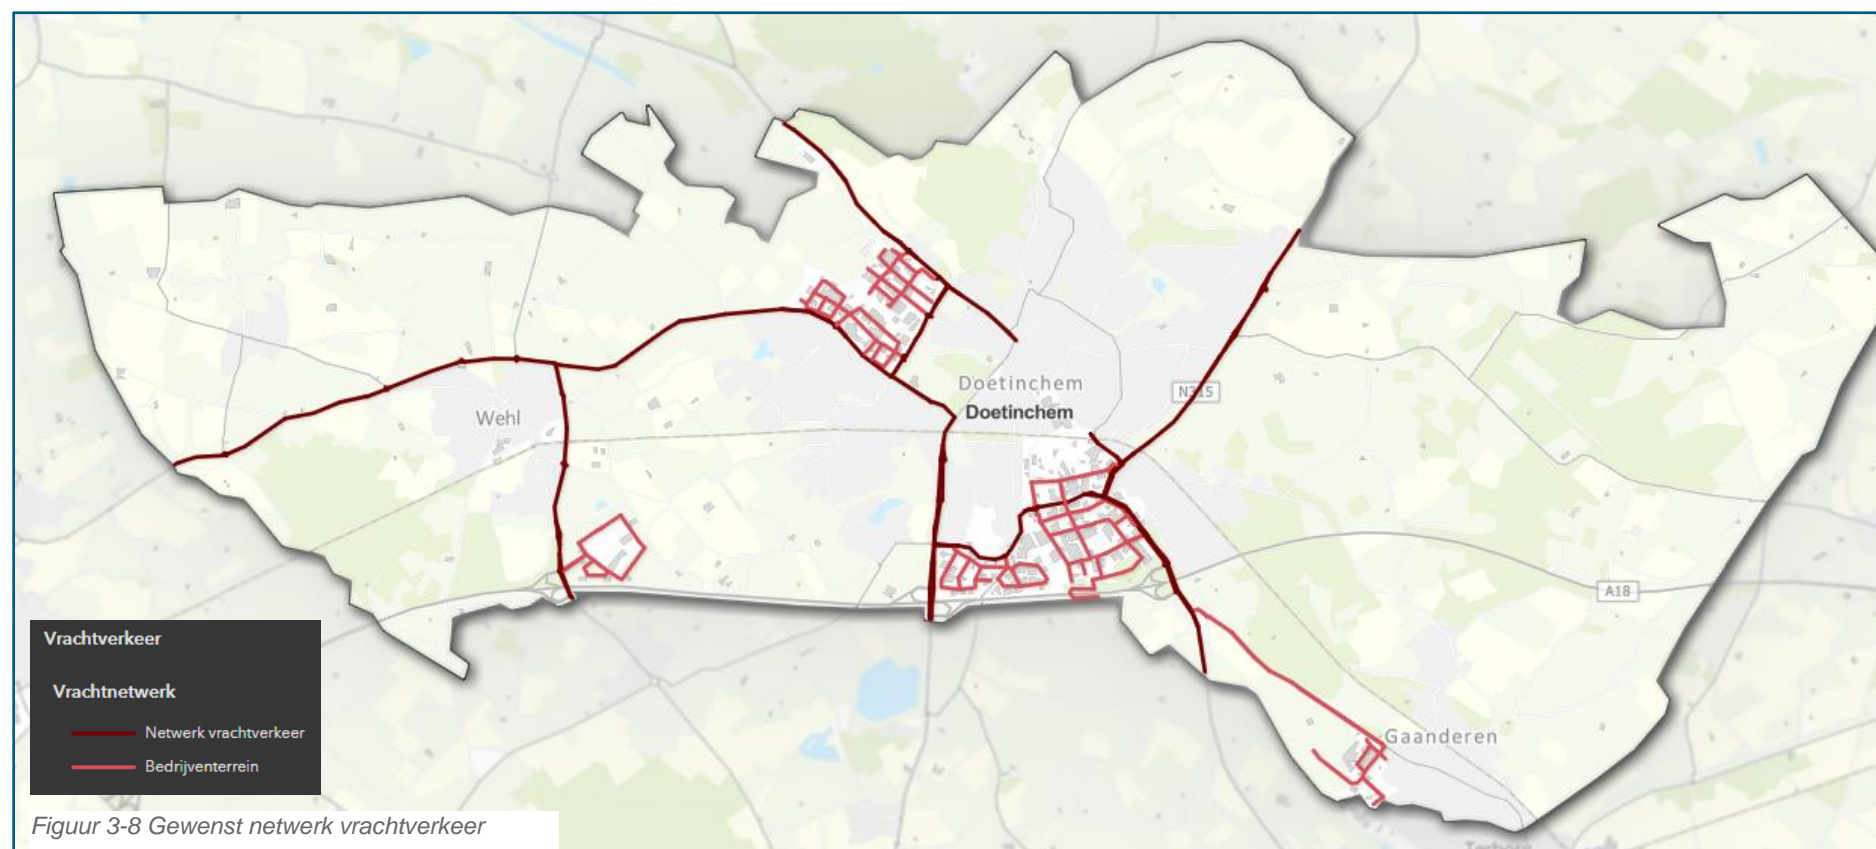 Doetinchem
Doetinchem
N315
Wehl
A18
Gaanderen
Vrachtverkeer
Vrachtnetwerk
Netwerk vrachtverkeer
Bedrijventerrein
Figuur 3-8 Gewenst netwerk vrachtverkeer